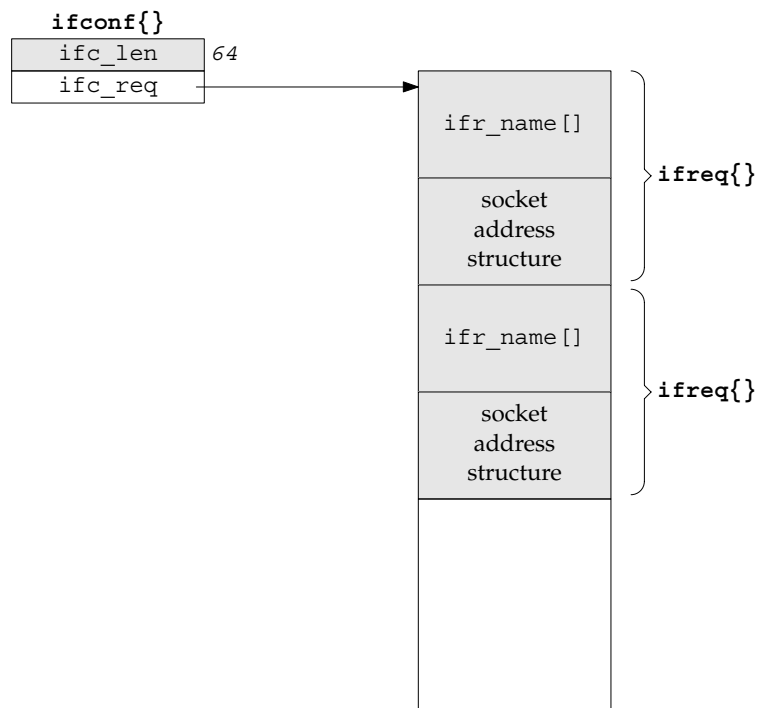 ifconf{}
ifc_len 64
ifc_req
ifr_name[]
ifreq{}
socket
address
structure
ifr_name[]
ifreq{}
socket
address
structure